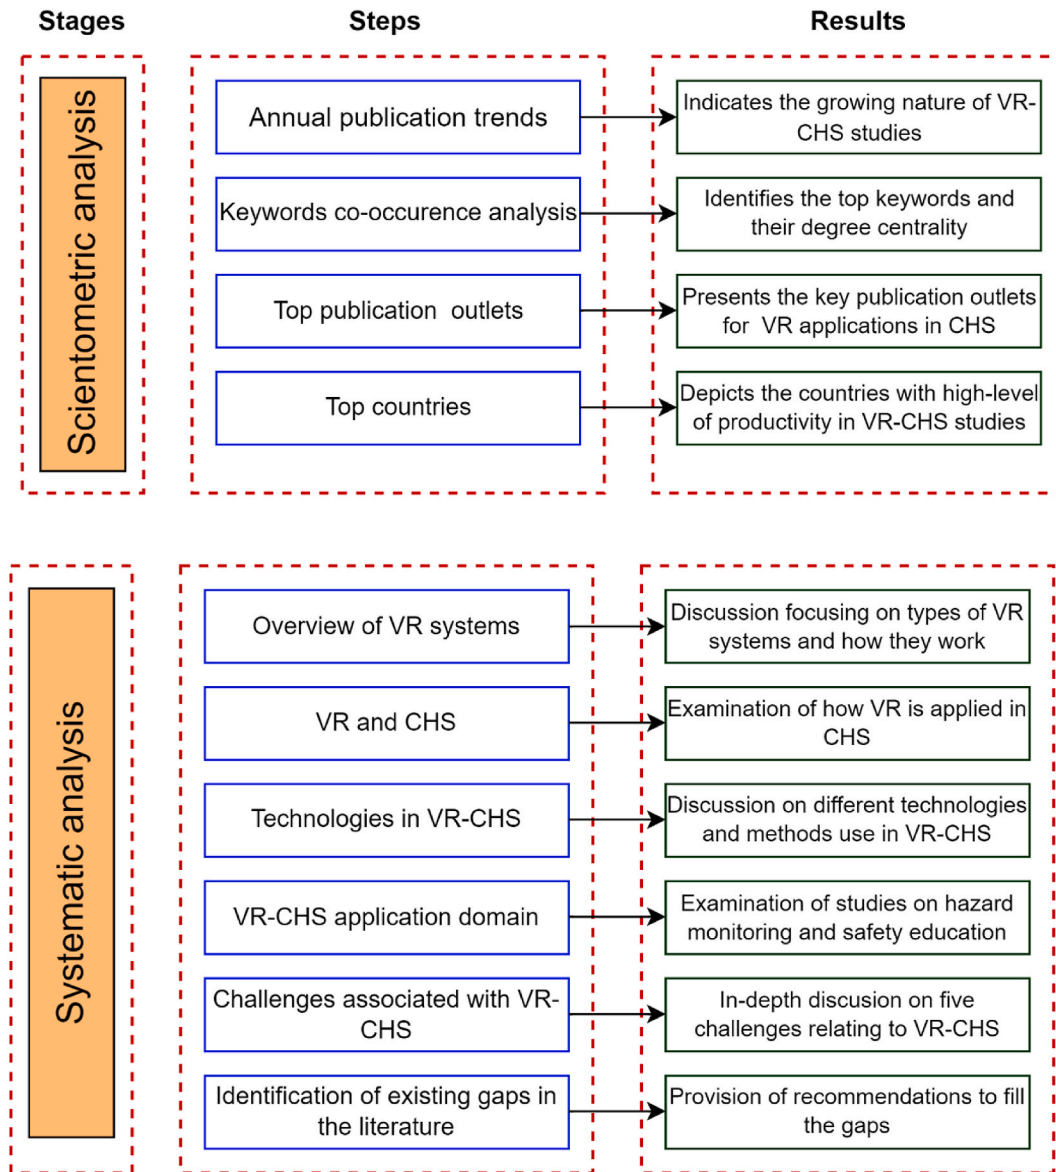 Stages
Steps
Results
Scientometric analysis
Annual publication trends
Indicates the growing nature of VR-
CHS studies
Keywords co-occurence analysis
Identifies the top keywords and
their degree centrality
Top publication outlets
Presents the key publication outlets
for VR applications in CHS
Top countries
Depicts the countries with high-level
of productivity in VR-CHS studies
Systematic analysis
Overview of VR systems
Discussion focusing on types of VR
systems and how they work
VR and CHS
Examination of how VR is applied in
CHS
Technologies in VR-CHS
Discussion on different technologies
and methods use in VR-CHS
VR-CHS application domain
Examination of studies on hazard
monitoring and safety education
Challenges associated with VR-
CHS
In-depth discusion on five
challenges relating to VR-CHS
Identification of existing gaps in
the literature
Provision of recommendations to fill
the gaps